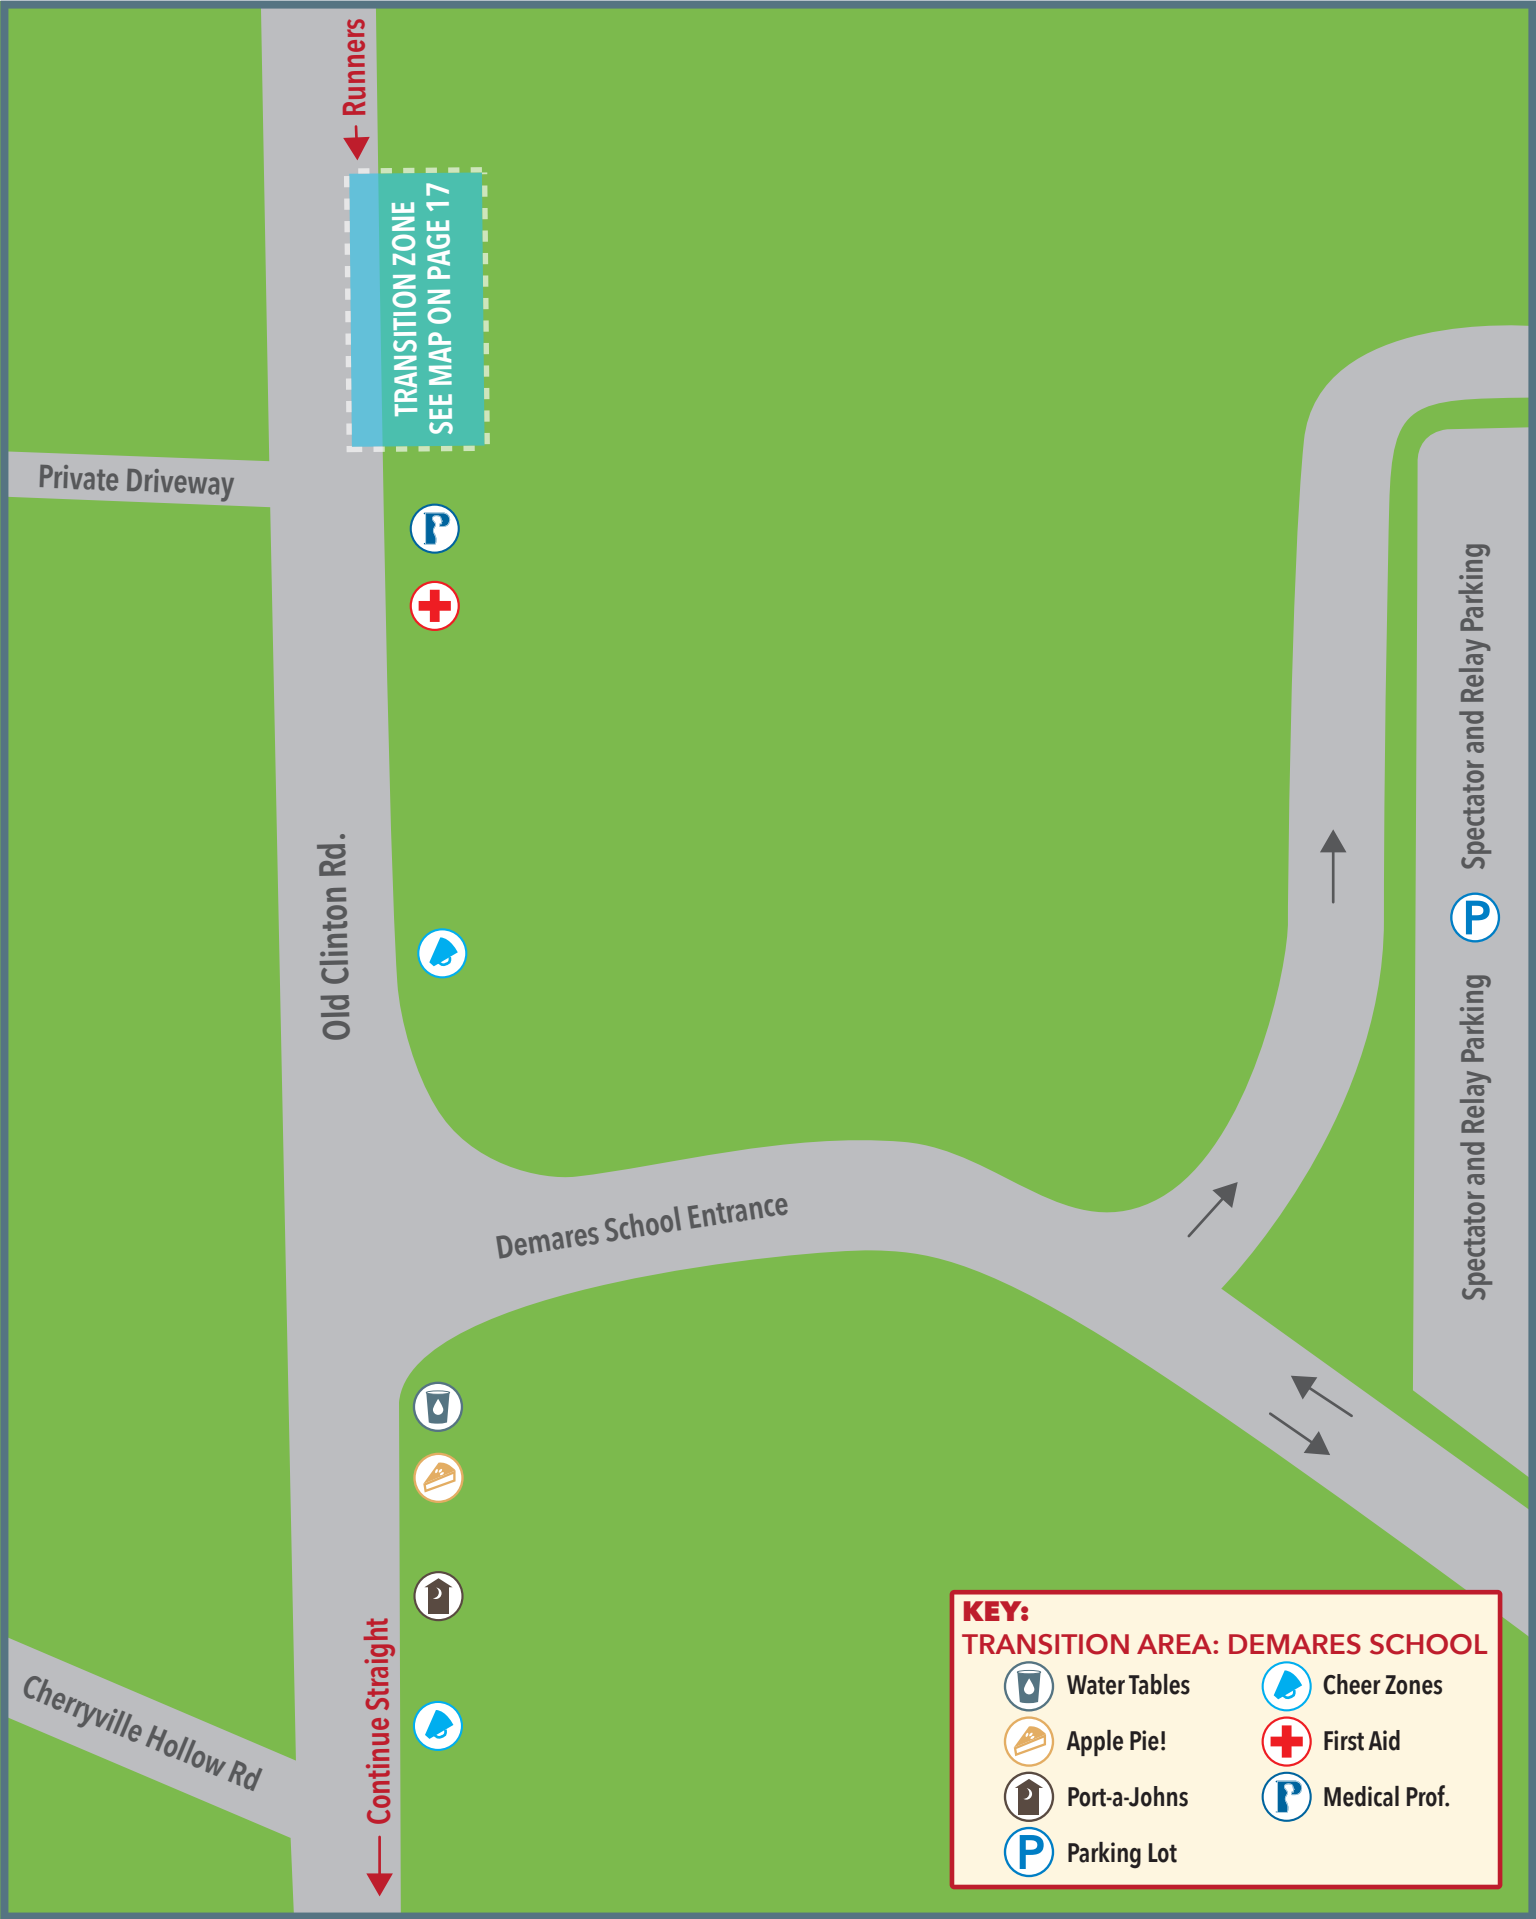 Runners
TRANSITION ZONE
SEE MAP ON PAGE 17
Private Driveway
P
Spectator and Relay Parking
Old Clinton Rd.
P
Spectator and Relay Parking
Demares School Entrance
Continue Straight
Cherryville Hollow Rd
KEY:
TRANSITION AREA: DEMARES SCHOOL
Water Tables
Cheer Zones
Apple Pie!
First Aid
Port-a-Johns
P
Medical Prof.
P
Parking Lot